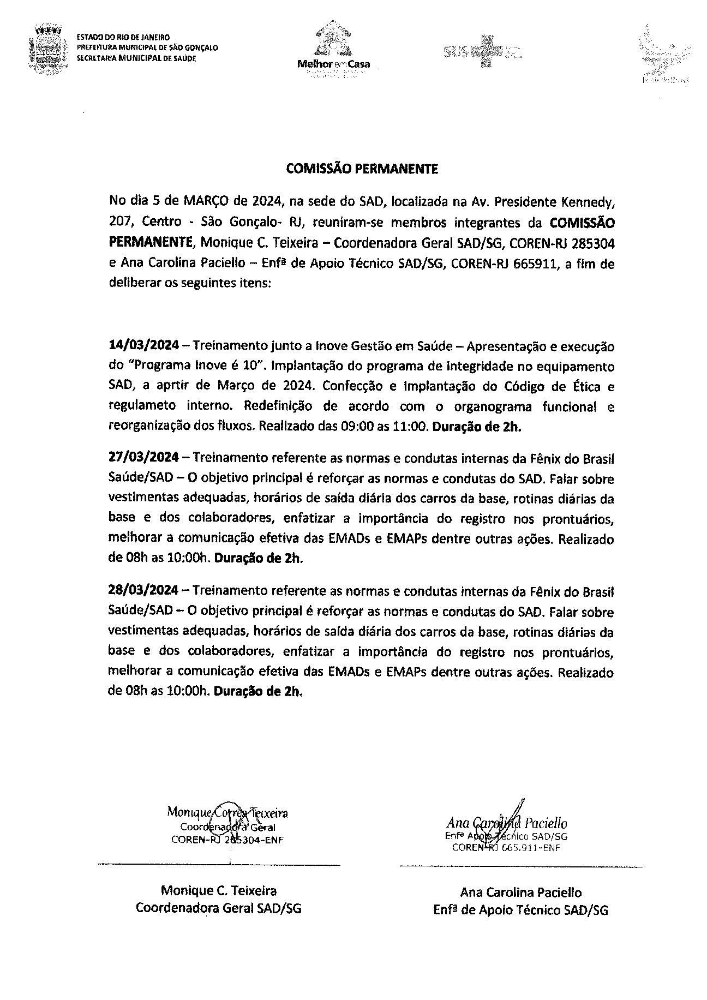 ESTADO DO RIO DE JANEIRO
PREFEITURA MUNICIPAL DE SÃO GONÇALO
SECRETARIA MUNICIPAL DE SAÚDE
Melhor em Casa
SUS
Fênix do Brasil
COMISSÃO PERMANENTE
No dia 5 de MARÇO de 2024, na sede do SAD, localizada na Av. Presidente Kennedy,
207, Centro - São Gonçalo- RJ, reuniram-se membros integrantes da COMISSÃO
PERMANENTE, Monique C. Teixeira – Coordenadora Geral SAD/SG, COREN-RJ 285304
e Ana Carolina Paciello – Enfª de Apoio Técnico SAD/SG, COREN-RJ 665911, a fim de
deliberar os seguintes itens:
14/03/2024 – Treinamento junto a Inove Gestão em Saúde – Apresentação e execução
do “Programa Inove é 10”. Implantação do programa de integridade no equipamento
SAD, a aprtir de Março de 2024. Confecção e Implantação do Código de Ética e
regulameto interno. Redefinição de acordo com o organograma funcional e
reorganização dos fluxos. Realizado das 09:00 as 11:00. Duração de 2h.
27/03/2024 – Treinamento referente as normas e condutas internas da Fênix do Brasil
Saúde/SAD – O objetivo principal é reforçar as normas e condutas do SAD. Falar sobre
vestimentas adequadas, horários de saída diária dos carros da base, rotinas diárias da
base e dos colaboradores, enfatizar a importância do registro nos prontuários,
melhorar a comunicação efetiva das EMADs e EMAPs dentre outras ações. Realizado
de 08h as 10:00h. Duração de 2h.
28/03/2024 – Treinamento referente as normas e condutas internas da Fênix do Brasil
Saúde/SAD – O objetivo principal é reforçar as normas e condutas do SAD. Falar sobre
vestimentas adequadas, horários de saída diária dos carros da base, rotinas diárias da
base e dos colaboradores, enfatizar a importância do registro nos prontuários,
melhorar a comunicação efetiva das EMADs e EMAPs dentre outras ações. Realizado
de 08h as 10:00h. Duração de 2h.
Monique Corrêa Teixeira
Coordenadora Geral
COREN-RJ 285304-ENF
Ana Carolina Paciello
Enfª Apoio Técnico SAD/SG
COREN-RJ 665.911-ENF
Monique C. Teixeira
Coordenadora Geral SAD/SG
Ana Carolina Paciello
Enfª de Apoio Técnico SAD/SG